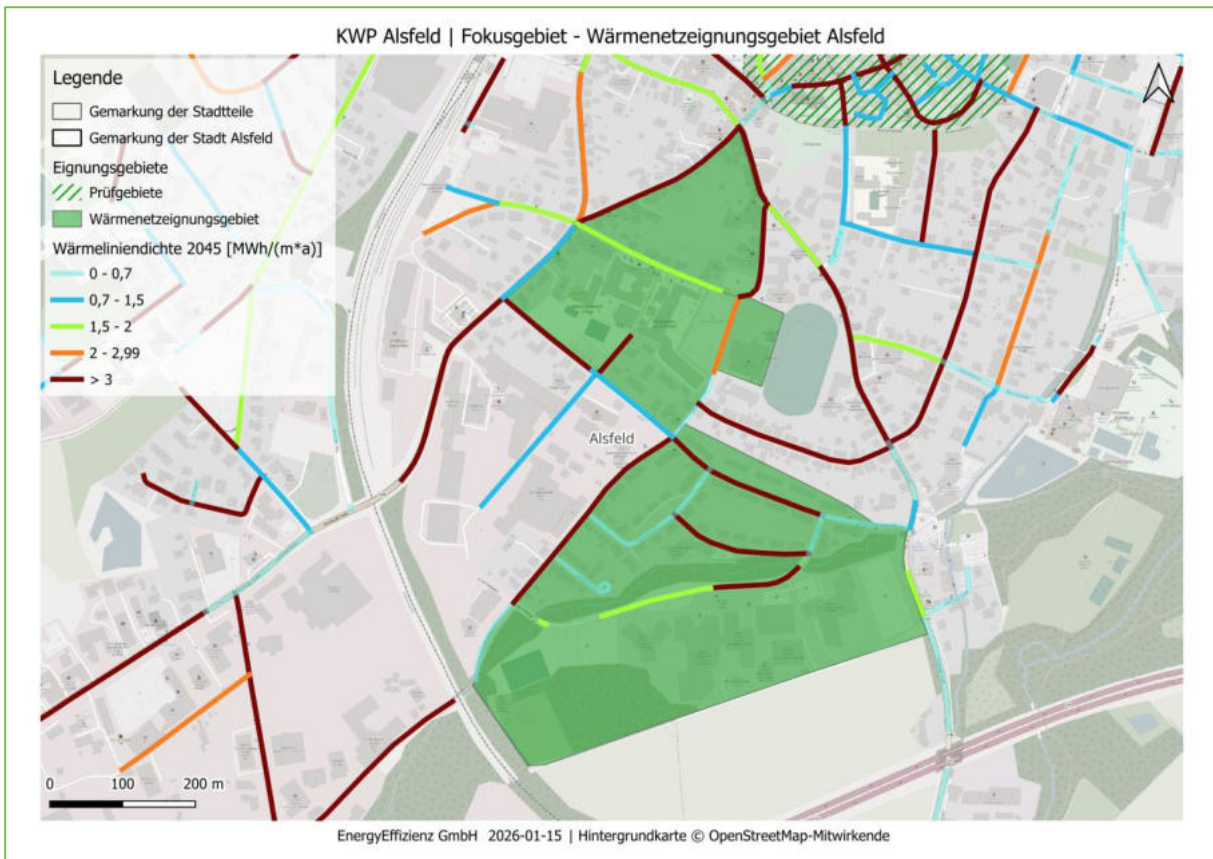 KWP Alsfeld | Fokusgebiet - Wärmenetzeignungsgebiet Alsfeld
Legende
Gemarkung der Stadtteile
Gemarkung der Stadt Alsfeld
Eignungsgebiete
Prüfgebiete
Wärmenetzeignungsgebiet
Wärmeliniendichte 2045 [MWh/(m*a)]
0 - 0,7
0,7 - 1,5
1,5 - 2
2 - 2,99
> 3
Alsfeld
0 100 200 m
EnergyEffizienz GmbH 2026-01-15 | Hintergrundkarte © OpenStreetMap-Mitwirkende